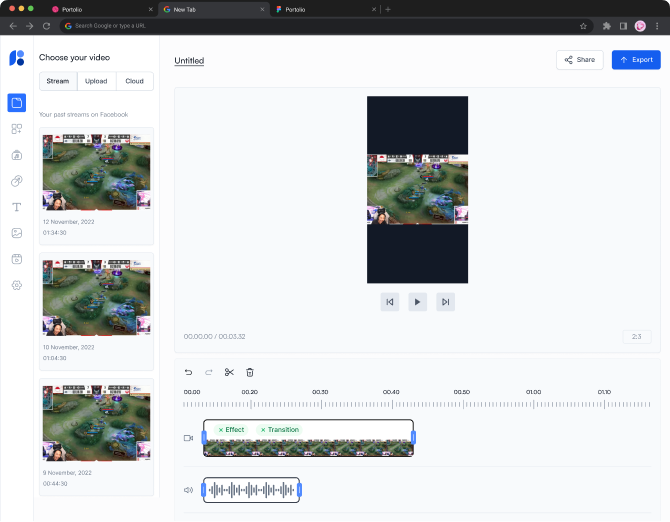 Portolio
New Tab
Portolio
Search Google or type a URL
Choose your video
Stream
Upload
Cloud
Your past streams on Facebook
12 November, 2022
01:34:30
10 November, 2022
01:04:30
9 November, 2022
00:44:30
Untitled
Share
Export
00.00.00 / 00.03.32
2:3
00.00
00.20
00.30
00.40
00.50
01.00
01.10
× Effect
× Transition